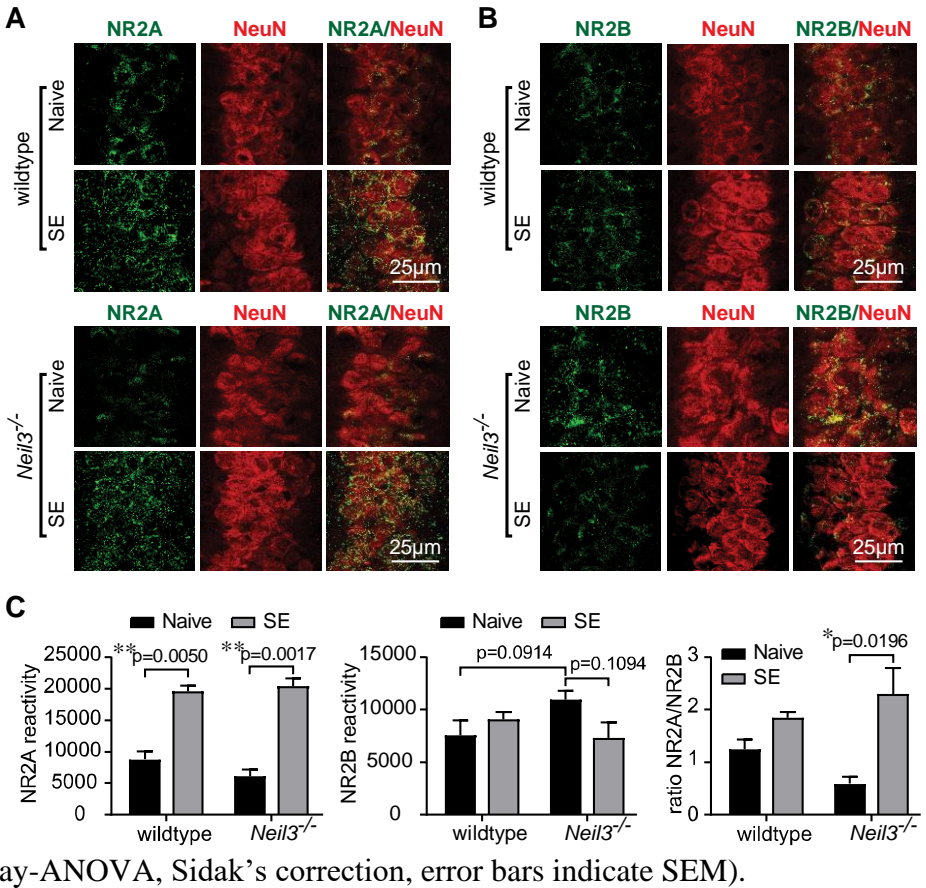 A
NR2A NeuN NR2A/NeuN
wildtype
Naive
SE
25µm
NR2A NeuN NR2A/NeuN
Neil3-/-
Naive
SE
25µm
B
NR2B NeuN NR2B/NeuN
wildtype
Naive
SE
25µm
NR2B NeuN NR2B/NeuN
Neil3-/-
Naive
SE
25µm
C
Naive SE
NR2A reactivity
25000
20000
15000
10000
5000
0
**p=0.0050
**p=0.0017
wildtype Neil3-/-
Naive SE
NR2B reactivity
15000
10000
5000
0
p=0.0914
p=0.1094
wildtype Neil3-/-
Naive
SE
ratio NR2A/NR2B
3
2
1
0
*p=0.0196
wildtype Neil3-/-
ay-ANOVA, Sidak’s correction, error bars indicate SEM).